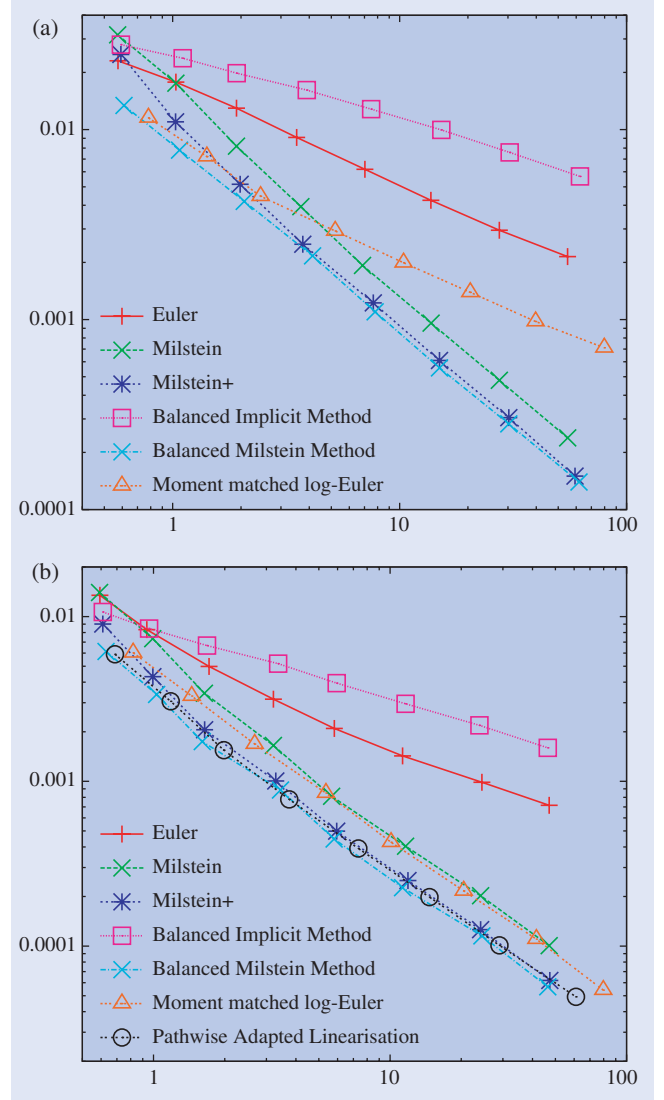 (a)
0.01
0.001
0.0001
Euler
Milstein
Milstein+
Balanced Implicit Method
Balanced Milstein Method
Moment matched log-Euler
1 10 100
(b)
0.01
0.001
0.0001
Euler
Milstein
Milstein+
Balanced Implicit Method
Balanced Milstein Method
Moment matched log-Euler
Pathwise Adapted Linearisation
1 10 100